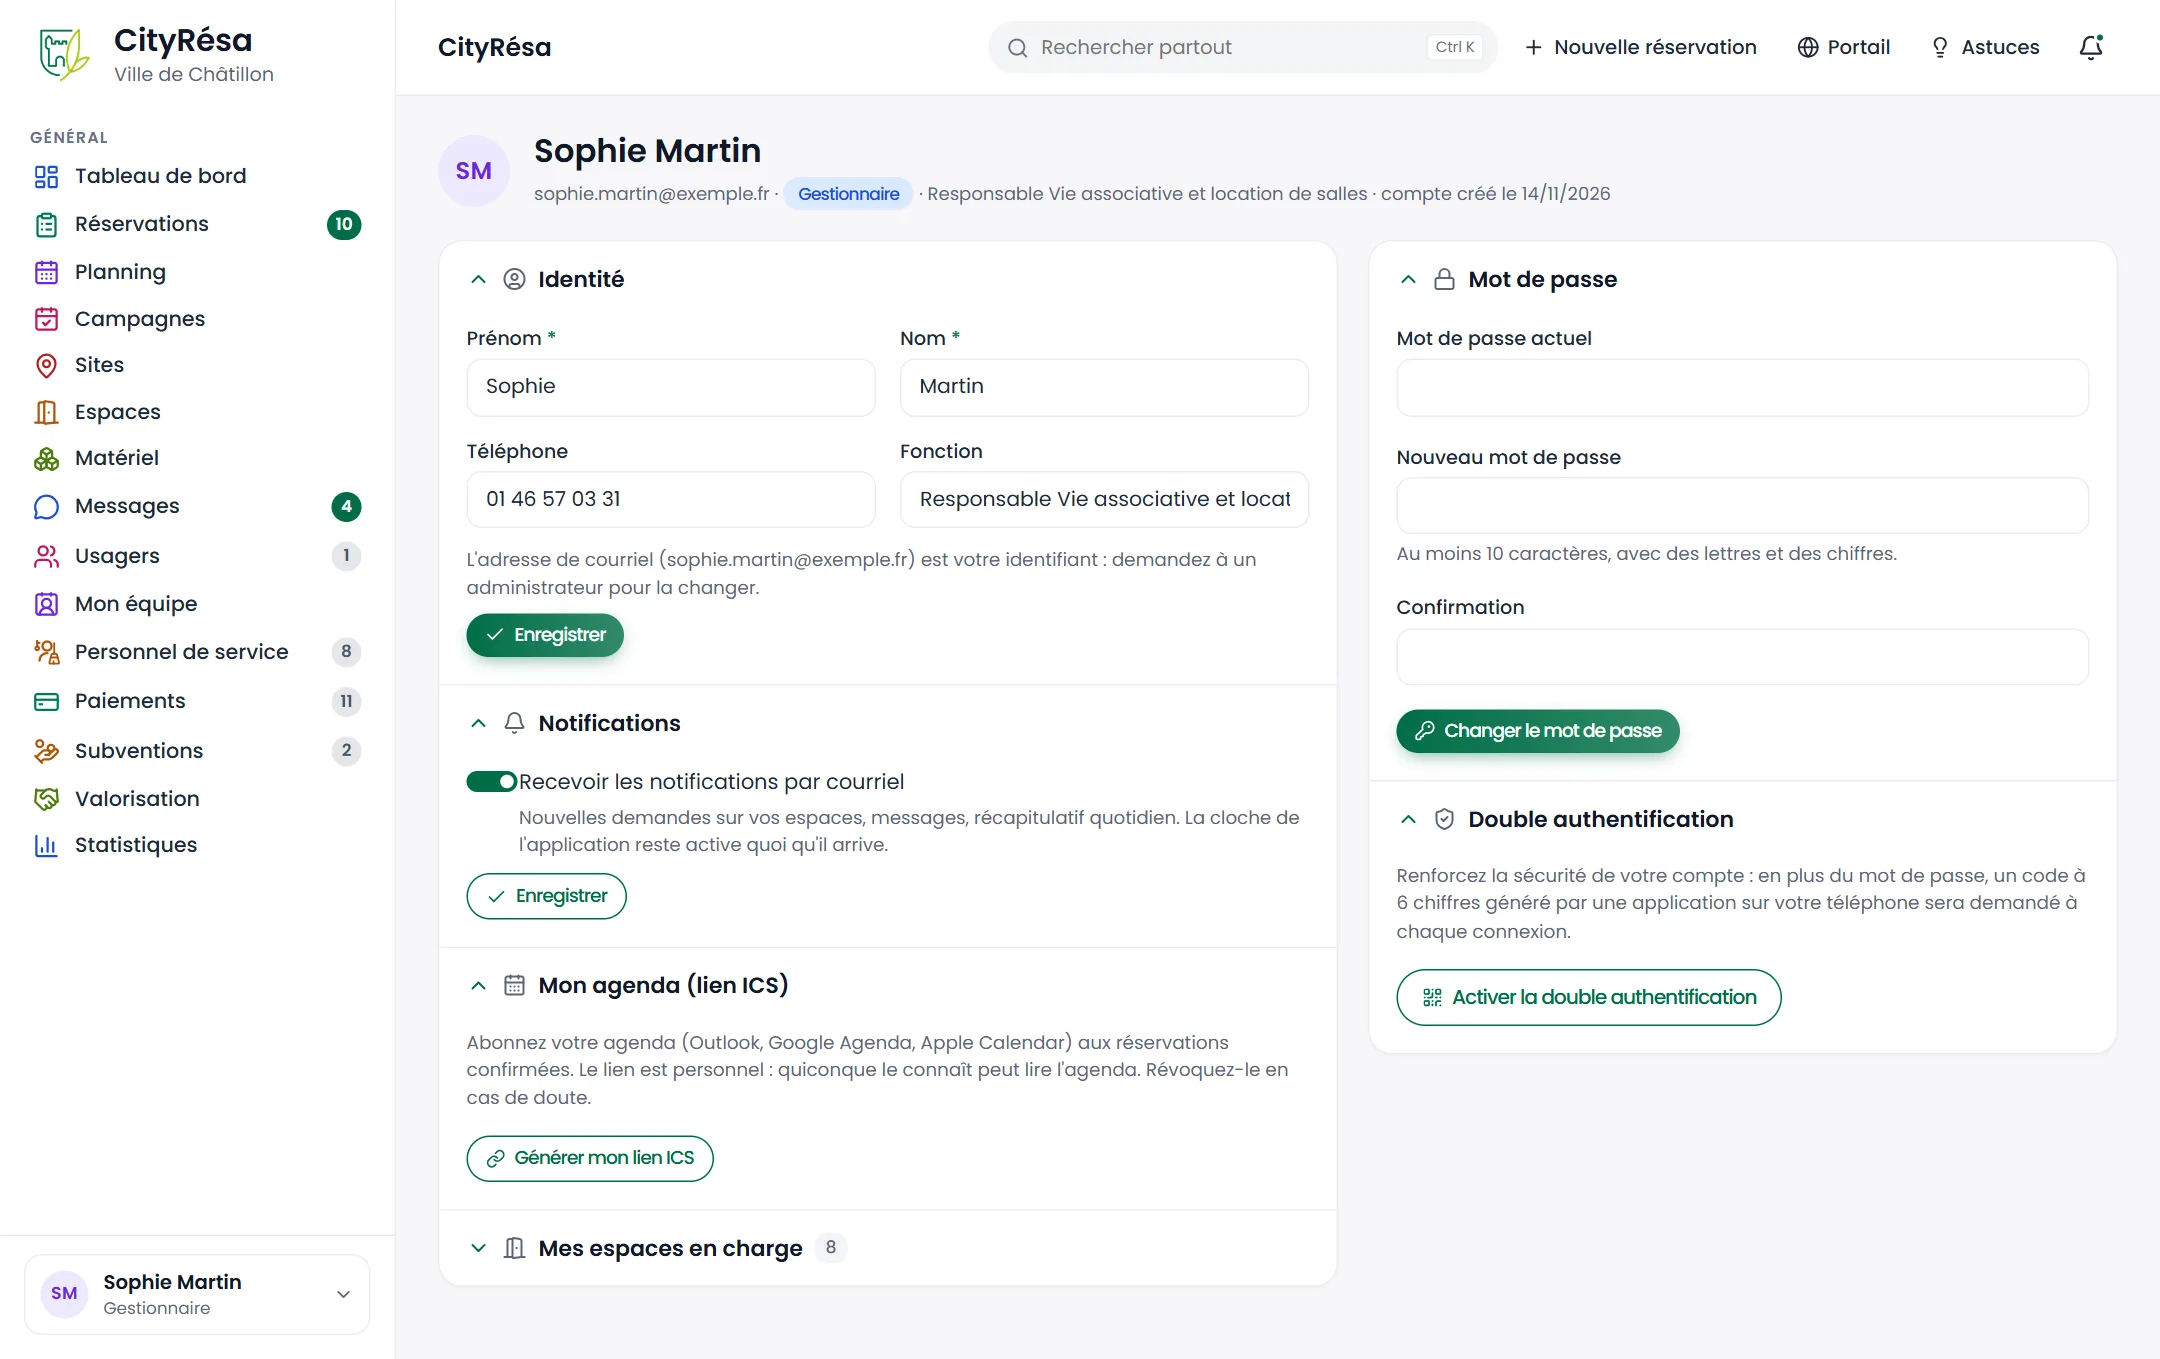 CityRésa
Ville de Châtillon
GÉNÉRAL
Tableau de bord
Réservations 10
Planning
Campagnes
Sites
Espaces
Matériel
Messages 4
Usagers 1
Mon équipe
Personnel de service 8
Paiements 11
Subventions 2
Valorisation
Statistiques
SM
Sophie Martin
Gestionnaire
CityRésa
Rechercher partout Ctrl K
Nouvelle réservation
Portail
Astuces
SM
Sophie Martin
sophie.martin@exemple.fr · Gestionnaire · Responsable Vie associative et location de salles · compte créé le 14/11/2026
Identité
Prénom * Nom *
Sophie Martin
Téléphone Fonction
01 46 57 03 31 Responsable Vie associative et locat
L'adresse de courriel (sophie.martin@exemple.fr) est votre identifiant : demandez à un
administrateur pour la changer.
Enregistrer
Notifications
Recevoir les notifications par courriel
Nouvelles demandes sur vos espaces, messages, récapitulatif quotidien. La cloche de
l'application reste active quoi qu'il arrive.
Enregistrer
Mon agenda (lien ICS)
Abonnez votre agenda (Outlook, Google Agenda, Apple Calendar) aux réservations
confirmées. Le lien est personnel : quiconque le connaît peut lire l'agenda. Révoquez-le en
cas de doute.
Générer mon lien ICS
Mes espaces en charge 8
Mot de passe
Mot de passe actuel
Nouveau mot de passe
Au moins 10 caractères, avec des lettres et des chiffres.
Confirmation
Changer le mot de passe
Double authentification
Renforcez la sécurité de votre compte : en plus du mot de passe, un code à
6 chiffres généré par une application sur votre téléphone sera demandé à
chaque connexion.
Activer la double authentification